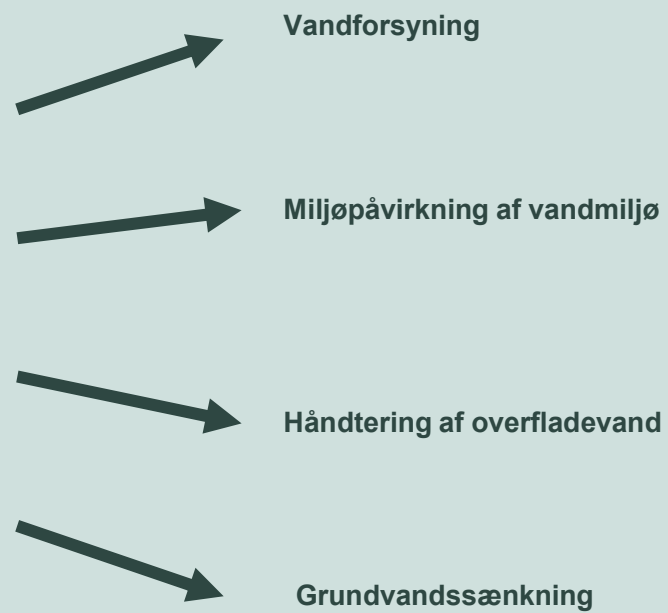 Vandforsyning
Miljøpåvirkning af vandmiljø
Håndtering af overfladevand
Grundvandssænkning